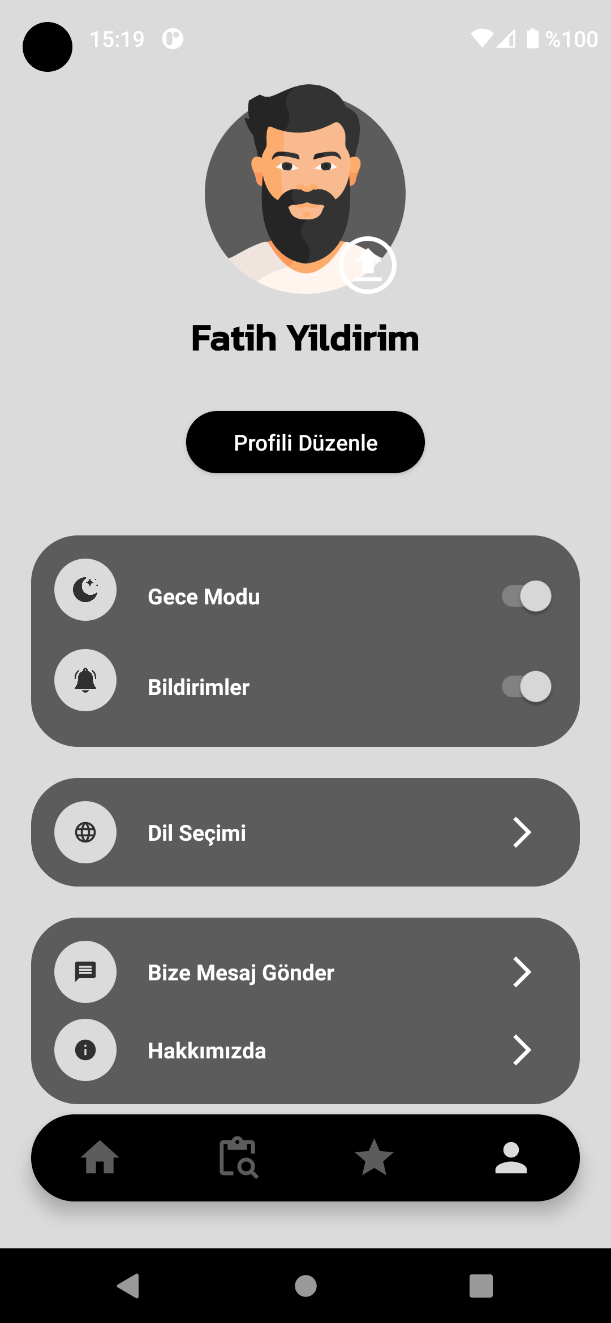 15:19
%100
Fatih Yildirim
Profili Düzenle
Gece Modu
Bildirimler
Dil Seçimi
Bize Mesaj Gönder
Hakkımızda